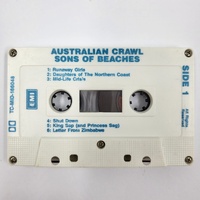 AUSTRALIAN CRAWL
SONS OF BEACHES
1: Runaway Girls
2: Daughters of The Northern Coast
3: Mid-Life Crisis
EMI
SIDE 1
4: Shut Down
5: King Sap (and Princess Sag)
6: Letter From Zimbabwe